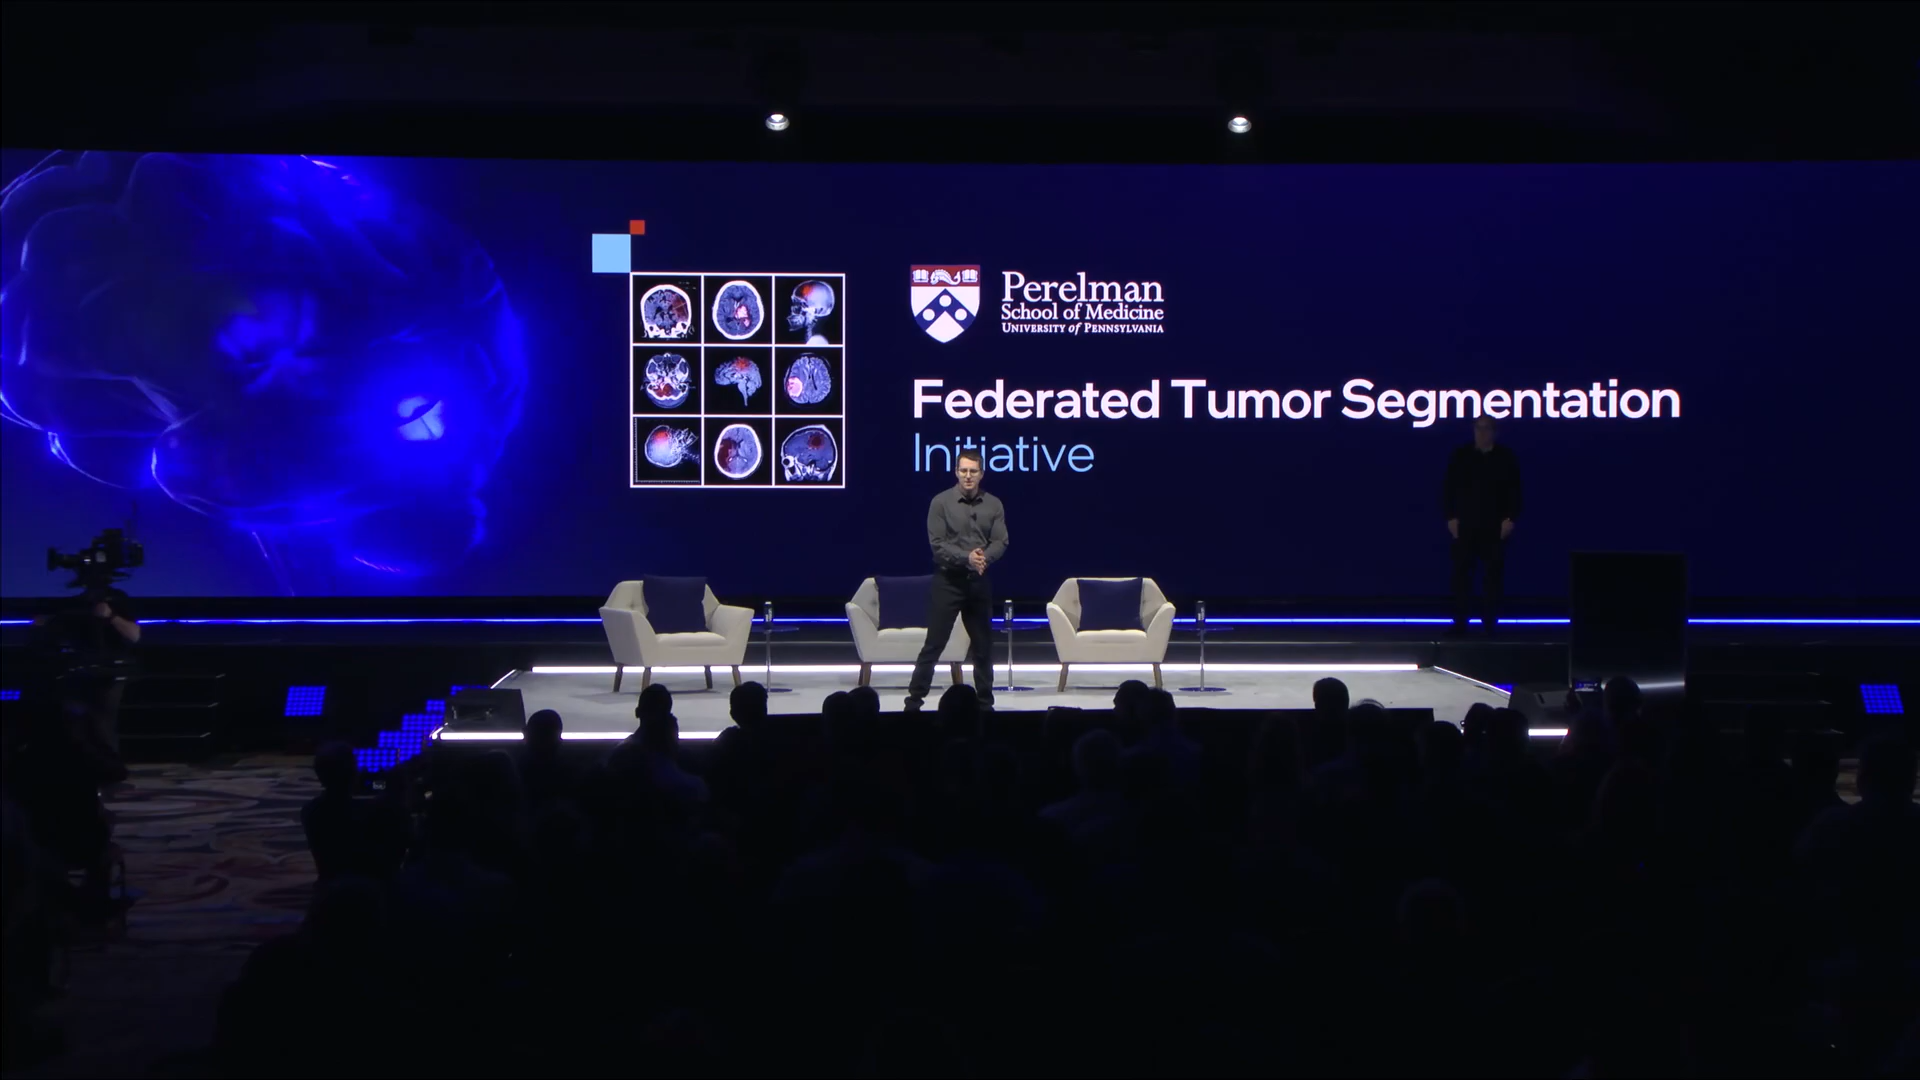 Perelman
School of Medicine
University of Pennsylvania
Federated Tumor Segmentation
Initiative